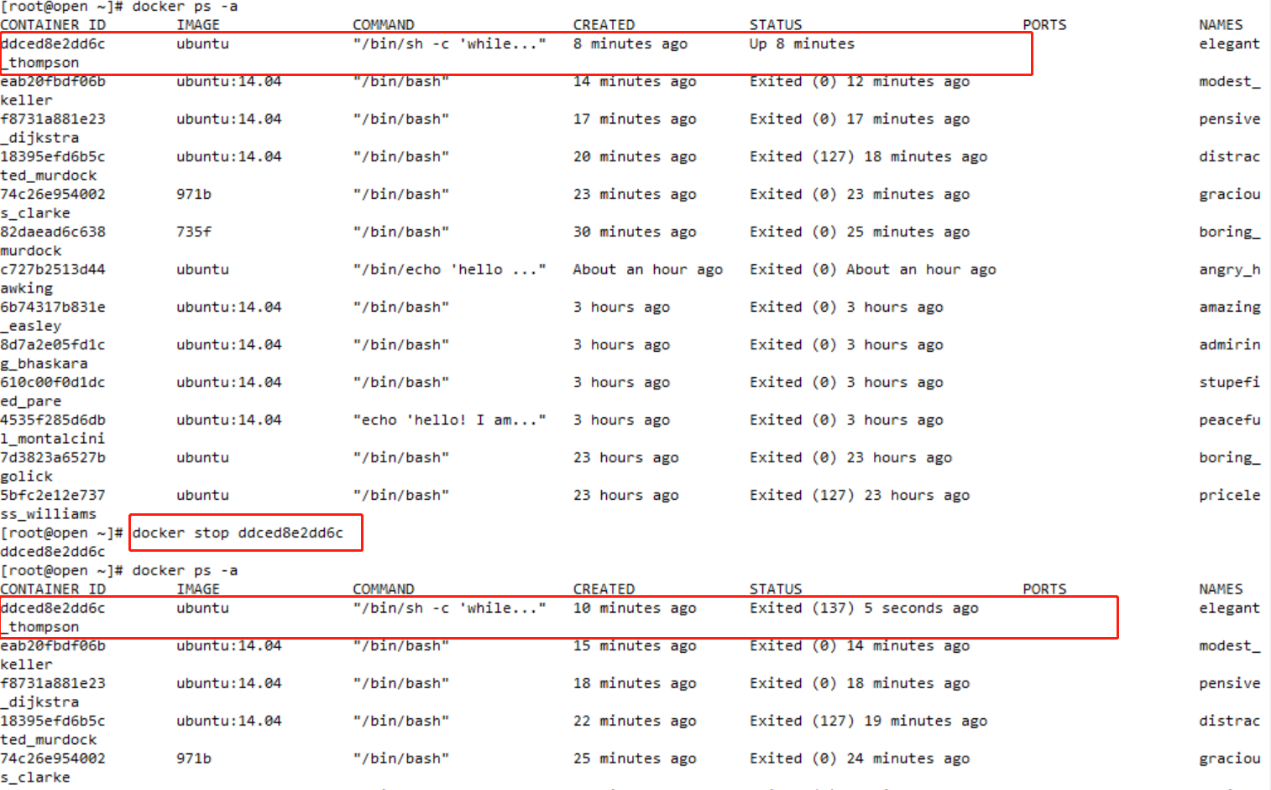 [root@open ~]# docker ps -a
CONTAINER ID IMAGE COMMAND CREATED STATUS PORTS NAMES
ddced8e2dd6c ubuntu "/bin/sh -c 'while..." 8 minutes ago Up 8 minutes elegant
_thompson
eab20fbdf06b ubuntu:14.04 "/bin/bash" 14 minutes ago Exited (0) 12 minutes ago modest_
keller
f8731a881e23 ubuntu:14.04 "/bin/bash" 17 minutes ago Exited (0) 17 minutes ago pensive
_dijkstra
18395efd6b5c ubuntu:14.04 "/bin/bash" 20 minutes ago Exited (127) 18 minutes ago distrac
ted_murdock
74c26e954002 971b "/bin/bash" 23 minutes ago Exited (0) 23 minutes ago graciou
s_clarke
82daead6c638 735f "/bin/bash" 30 minutes ago Exited (0) 25 minutes ago boring_
murdock
c727b2513d44 ubuntu "/bin/echo 'hello ..." About an hour ago Exited (0) About an hour ago angry_h
awking
6b74317b831e ubuntu:14.04 "/bin/bash" 3 hours ago Exited (0) 3 hours ago amazing
_easley
8d7a2e05fd1c ubuntu:14.04 "/bin/bash" 3 hours ago Exited (0) 3 hours ago admirin
g_bhaskara
610c00f0d1dc ubuntu:14.04 "/bin/bash" 3 hours ago Exited (0) 3 hours ago stupefi
ed_pare
4535f285d6db ubuntu:14.04 "echo 'hello! I am..." 3 hours ago Exited (0) 3 hours ago peacefu
l_montalcini
7d3823a6527b ubuntu "/bin/bash" 23 hours ago Exited (0) 23 hours ago boring_
golick
5bfc2e12e737 ubuntu "/bin/bash" 23 hours ago Exited (127) 23 hours ago pricele
ss_williams
[root@open ~]# docker stop ddced8e2dd6c
ddced8e2dd6c
[root@open ~]# docker ps -a
CONTAINER ID IMAGE COMMAND CREATED STATUS PORTS NAMES
ddced8e2dd6c ubuntu "/bin/sh -c 'while..." 10 minutes ago Exited (137) 5 seconds ago elegant
_thompson
eab20fbdf06b ubuntu:14.04 "/bin/bash" 15 minutes ago Exited (0) 14 minutes ago modest_
keller
f8731a881e23 ubuntu:14.04 "/bin/bash" 18 minutes ago Exited (0) 18 minutes ago pensive
_dijkstra
18395efd6b5c ubuntu:14.04 "/bin/bash" 22 minutes ago Exited (127) 19 minutes ago distrac
ted_murdock
74c26e954002 971b "/bin/bash" 25 minutes ago Exited (0) 24 minutes ago graciou
s_clarke